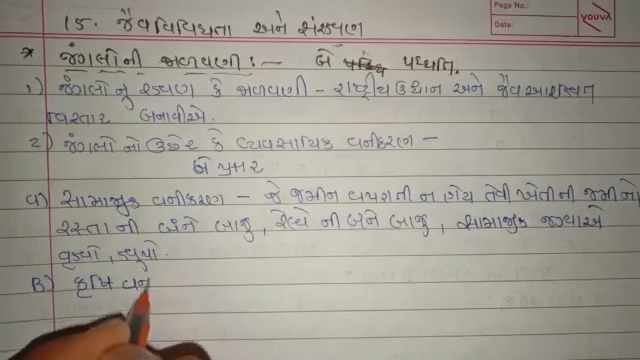 Page No.:
Date:
YOUVA
15. જૈવવિવિધતા અને સંરક્ષણ
* જંગલોની જાળવણી :- બે પધ્ધતિ.
1) જંગલોનું રક્ષણ કે જાળવણી - રાષ્ટ્રીય ઉદ્યાન અને જૈવઆરક્ષિત
વિસ્તાર બનાવીએ.
2) જંગલોનો ઉછેર કે વ્યવસાયિક વનીકરણ -
બે પ્રકાર
a) સામાજીક વનીકરણ - જે જમીન વપરાતી ન હોય તેવી ખેતીની જમીનો
રસ્તાની બંને બાજુ, રેલ્વેની બંને બાજુ, સામાજીક જગ્યાએ
વૃક્ષો, ક્ષુપો.
B) કૃષિ વન